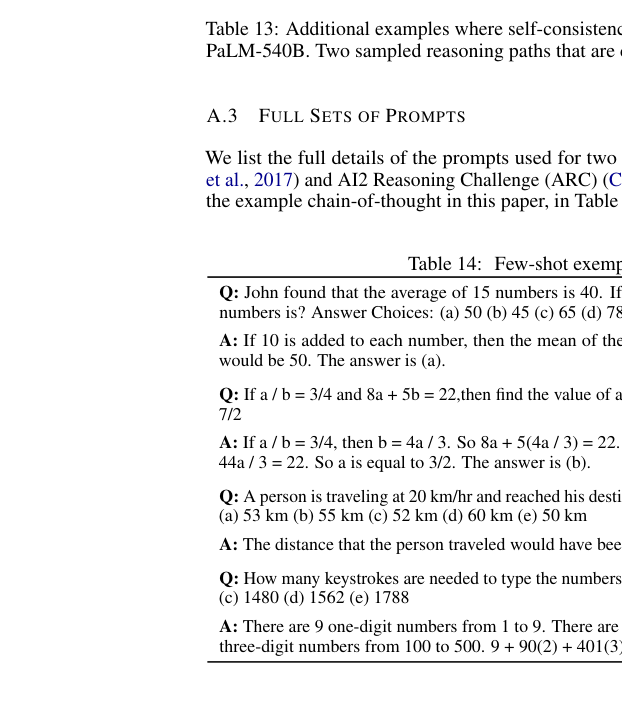 Table 13: Additional examples where self-consistenc
PaLM-540B. Two sampled reasoning paths that are
A.3 FULL SETS OF PROMPTS
We list the full details of the prompts used for two
et al., 2017) and AI2 Reasoning Challenge (ARC) (C
the example chain-of-thought in this paper, in Table
Table 14: Few-shot exemp
Q: John found that the average of 15 numbers is 40. If
numbers is? Answer Choices: (a) 50 (b) 45 (c) 65 (d) 78
A: If 10 is added to each number, then the mean of the
would be 50. The answer is (a).
Q: If a / b = 3/4 and 8a + 5b = 22,then find the value of a
7/2
A: If a / b = 3/4, then b = 4a / 3. So 8a + 5(4a / 3) = 22.
44a / 3 = 22. So a is equal to 3/2. The answer is (b).
Q: A person is traveling at 20 km/hr and reached his desti
(a) 53 km (b) 55 km (c) 52 km (d) 60 km (e) 50 km
A: The distance that the person traveled would have bee
Q: How many keystrokes are needed to type the numbers
(c) 1480 (d) 1562 (e) 1788
A: There are 9 one-digit numbers from 1 to 9. There are
three-digit numbers from 100 to 500. 9 + 90(2) + 401(3)